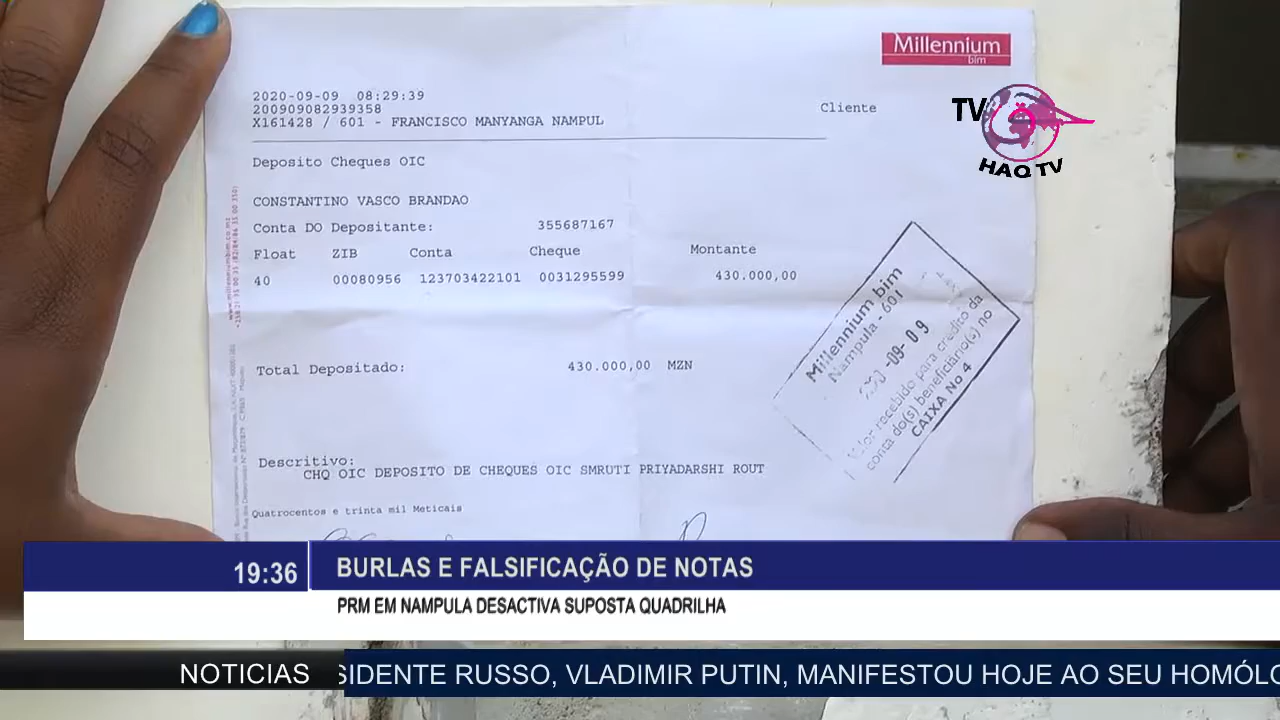 Millennium
bim
2020-09-09 08:29:39
200909082939358
X161428 / 601 - FRANCISCO MANYANGA NAMPUL
Cliente
TV
HAQ TV
Deposito Cheques OIC
CONSTANTINO VASCO BRANDAO
Conta DO Depositante: 355687167
Float ZIB Conta Cheque Montante
40 00080956 123703422101 0031295599 430.000,00
Total Depositado: 430.000,00 MZN
Millennium bim
Nampula - 601
-09-09
Valor recebido para crédito da
conta do(s) beneficiário(s) no
CAIXA No 4
Descritivo:
CHQ OIC DEPOSITO DE CHEQUES OIC SMRUTI PRIYADARSHI ROUT
Quatrocentos e trinta mil Meticais
19:36
BURLAS E FALSIFICAÇÃO DE NOTAS
PRM EM NAMPULA DESACTIVA SUPOSTA QUADRILHA
NOTICIAS
SIDENTE RUSSO, VLADIMIR PUTIN, MANIFESTOU HOJE AO SEU HOMÓLO